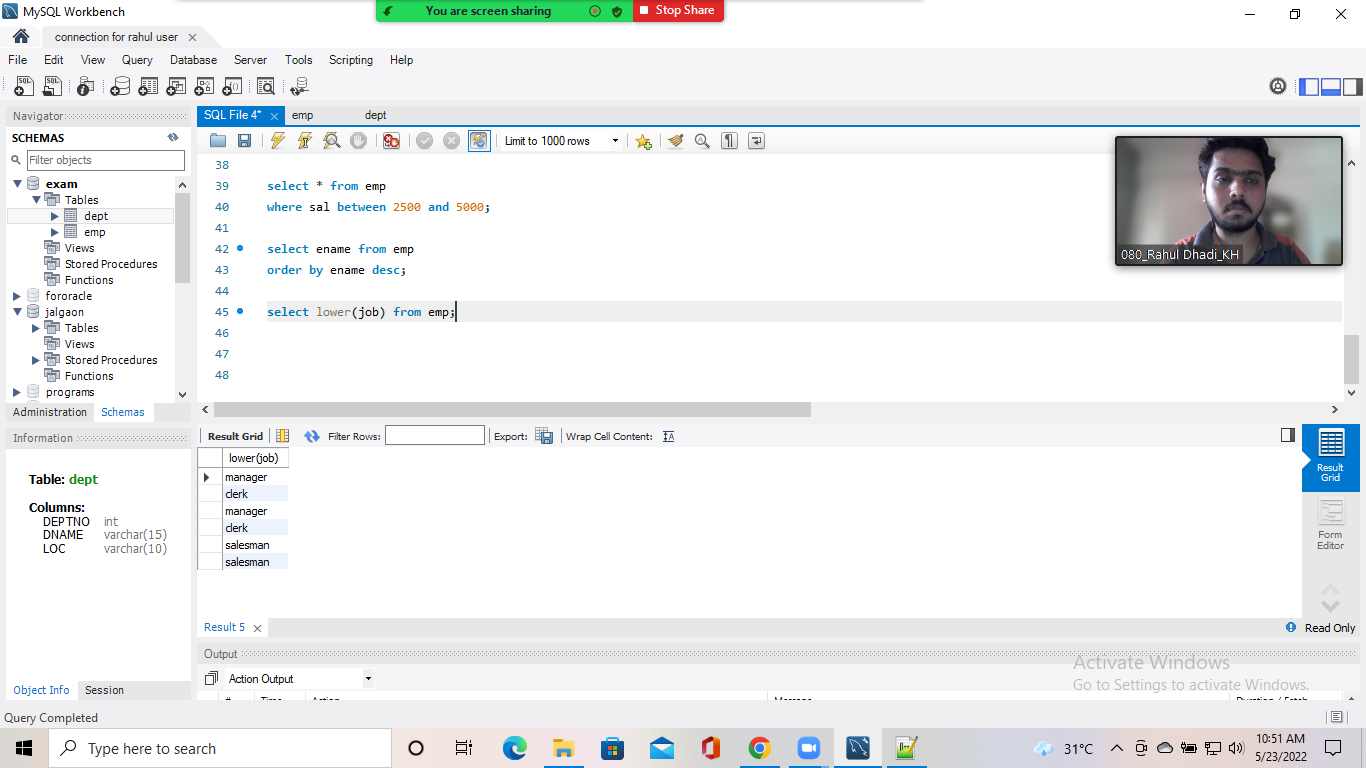 MySQL Workbench
You are screen sharing
Stop Share
connection for rahul user
File Edit View Query Database Server Tools Scripting Help
Navigator
SCHEMAS
Filter objects
exam
Tables
dept
emp
Views
Stored Procedures
Functions
fororacle
jalgaon
Tables
Views
Stored Procedures
Functions
programs
Administration Schemas
Information
Table: dept
Columns:
DEPTNO int
DNAME varchar(15)
LOC varchar(10)
Object Info Session
SQL File 4* emp dept
Limit to 1000 rows
38
39 select * from emp
40 where sal between 2500 and 5000;
41
42 select ename from emp
43 order by ename desc;
44
45 select lower(job) from emp;
46
47
48
080_Rahul Dhadi_KH
Result Grid Filter Rows: Export: Wrap Cell Content:
lower(job)
manager
clerk
manager
clerk
salesman
salesman
Result Grid
Form Editor
Result 5
Read Only
Output
Action Output
# Time Action Message Duration / Fetch
Activate Windows
Go to Settings to activate Windows.
Query Completed
Type here to search
31°C
10:51 AM
5/23/2022